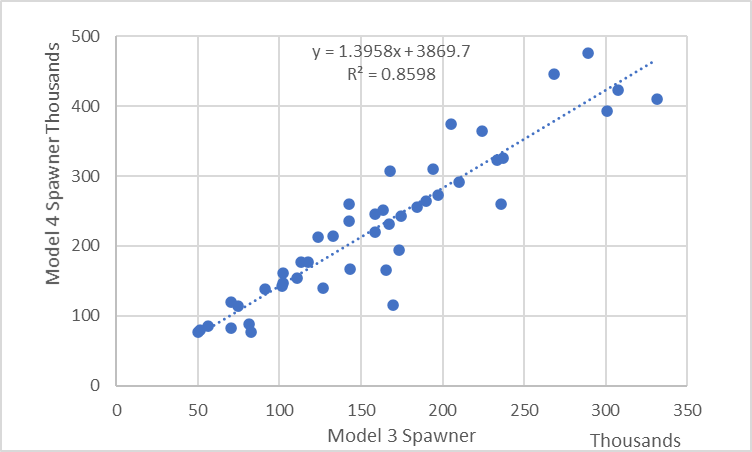 y = 1.3958x + 3869.7
R² = 0.8598
Model 4 Spawner Thousands
500
400
300
200
100
0
0 50 100 150 200 250 300 350
Model 3 Spawner
Thousands